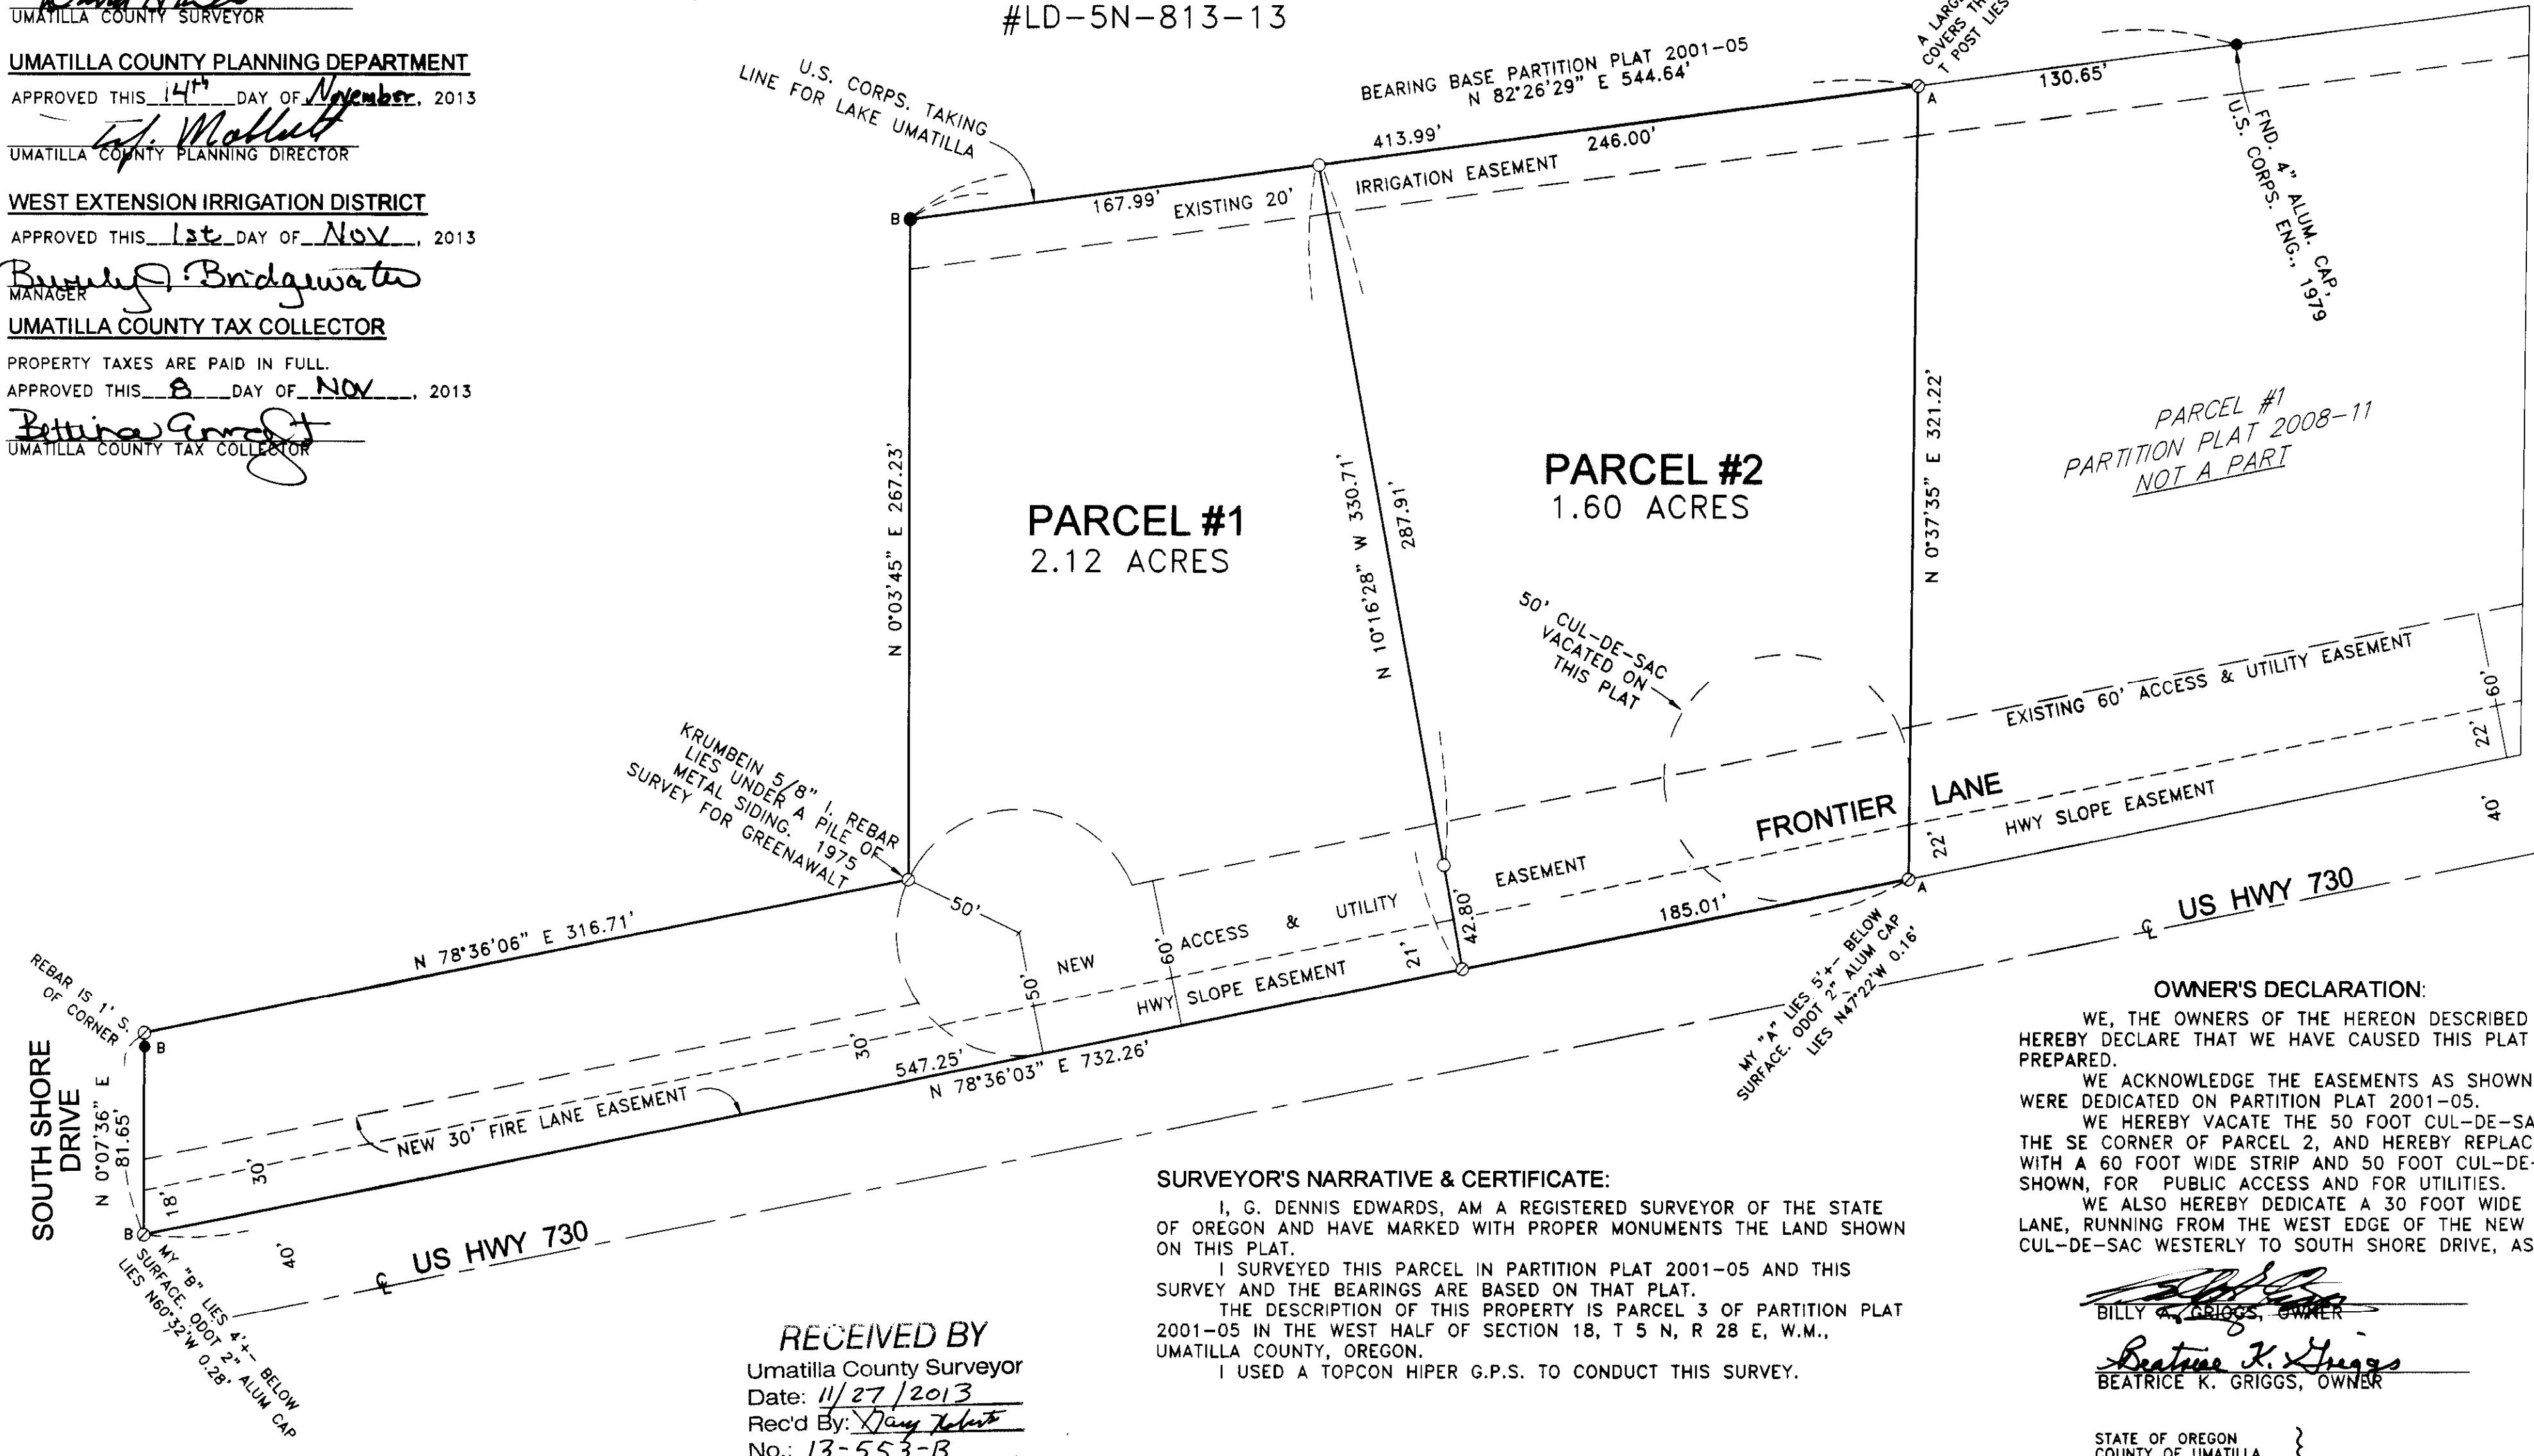 UMATILLA COUNTY SURVEYOR
UMATILLA COUNTY PLANNING DEPARTMENT
APPROVED THIS 14th DAY OF November, 2013
UMATILLA COUNTY PLANNING DIRECTOR
WEST EXTENSION IRRIGATION DISTRICT
APPROVED THIS 1st DAY OF NOV, 2013
Bridgewater
MANAGER
UMATILLA COUNTY TAX COLLECTOR
PROPERTY TAXES ARE PAID IN FULL.
APPROVED THIS 8 DAY OF NOV, 2013
UMATILLA COUNTY TAX COLLECTOR
#LD-5N-813-13
U.S. CORPS. TAKING
LINE FOR LAKE UMATILLA
BEARING BASE PARTITION PLAT 2001-05
N 82°26'29" E 544.64'
413.99'
246.00'
167.99'
EXISTING 20'
IRRIGATION EASEMENT
B
A LARGE
COVERS TH
T POST LIES
A
130.65'
FND. 4" ALUM. CAP,
U.S. CORPS. ENG., 1979
N 0°03'45" E 267.23'
PARCEL #1
2.12 ACRES
N 10°16'28" W 330.71'
287.91'
PARCEL #2
1.60 ACRES
N 0°37'35" E 321.22'
PARCEL #1
PARTITION PLAT 2008-11
NOT A PART
50' CUL-DE-SAC
VACATED ON
THIS PLAT
EXISTING 60' ACCESS & UTILITY EASEMENT
60'
22'
40'
FRONTIER LANE
HWY SLOPE EASEMENT
22'
A
US HWY 730
KRUMBEIN 5/8" I. REBAR
LIES UNDER A PILE OF
METAL SIDING. 1975
SURVEY FOR GREENAWALT
50'
50'
60'
NEW ACCESS & UTILITY EASEMENT
HWY SLOPE EASEMENT
21'
42.80'
185.01'
MY "A" LIES 5'+- BELOW
SURFACE. ODOT 2" ALUM CAP
LIES N47°22'W 0.16'
N 78°36'06" E 316.71'
REBAR IS 1' S.
OF CORNER
B
SOUTH SHORE
DRIVE
N 0°07'36" E
81.65'
18'
30'
NEW 30' FIRE LANE EASEMENT
30'
547.25'
N 78°36'03" E 732.26'
B
40'
US HWY 730
MY "B" LIES 4'+- BELOW
SURFACE. ODOT 2" ALUM CAP
LIES N60°32'W 0.28'
RECEIVED BY
Umatilla County Surveyor
Date: 11/27/2013
Rec'd By:
No.: 13-553-B
SURVEYOR'S NARRATIVE & CERTIFICATE:
I, G. DENNIS EDWARDS, AM A REGISTERED SURVEYOR OF THE STATE
OF OREGON AND HAVE MARKED WITH PROPER MONUMENTS THE LAND SHOWN
ON THIS PLAT.
I SURVEYED THIS PARCEL IN PARTITION PLAT 2001-05 AND THIS
SURVEY AND THE BEARINGS ARE BASED ON THAT PLAT.
THE DESCRIPTION OF THIS PROPERTY IS PARCEL 3 OF PARTITION PLAT
2001-05 IN THE WEST HALF OF SECTION 18, T 5 N, R 28 E, W.M.,
UMATILLA COUNTY, OREGON.
I USED A TOPCON HIPER G.P.S. TO CONDUCT THIS SURVEY.
OWNER'S DECLARATION:
WE, THE OWNERS OF THE HEREON DESCRIBED
HEREBY DECLARE THAT WE HAVE CAUSED THIS PLAT
PREPARED.
WE ACKNOWLEDGE THE EASEMENTS AS SHOWN
WERE DEDICATED ON PARTITION PLAT 2001-05.
WE HEREBY VACATE THE 50 FOOT CUL-DE-SA
THE SE CORNER OF PARCEL 2, AND HEREBY REPLAC
WITH A 60 FOOT WIDE STRIP AND 50 FOOT CUL-DE-
SHOWN, FOR PUBLIC ACCESS AND FOR UTILITIES.
WE ALSO HEREBY DEDICATE A 30 FOOT WIDE
LANE, RUNNING FROM THE WEST EDGE OF THE NEW
CUL-DE-SAC WESTERLY TO SOUTH SHORE DRIVE, AS
BILLY A. GRIGGS, OWNER
Beatrice K. Griggs
BEATRICE K. GRIGGS, OWNER
STATE OF OREGON
COUNTY OF UMATILLA